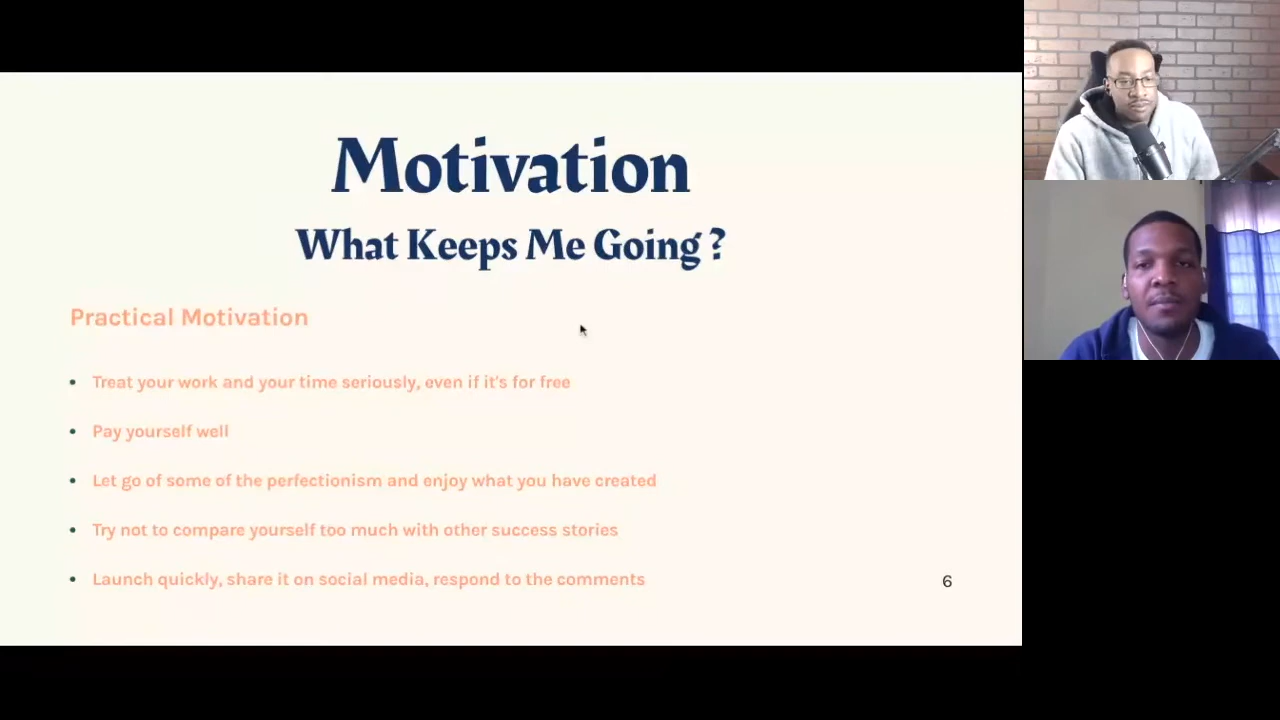 Motivation
What Keeps Me Going ?
Practical Motivation
Treat your work and your time seriously, even if it's for free
Pay yourself well
Let go of some of the perfectionism and enjoy what you have created
Try not to compare yourself too much with other success stories
Launch quickly, share it on social media, respond to the comments
6